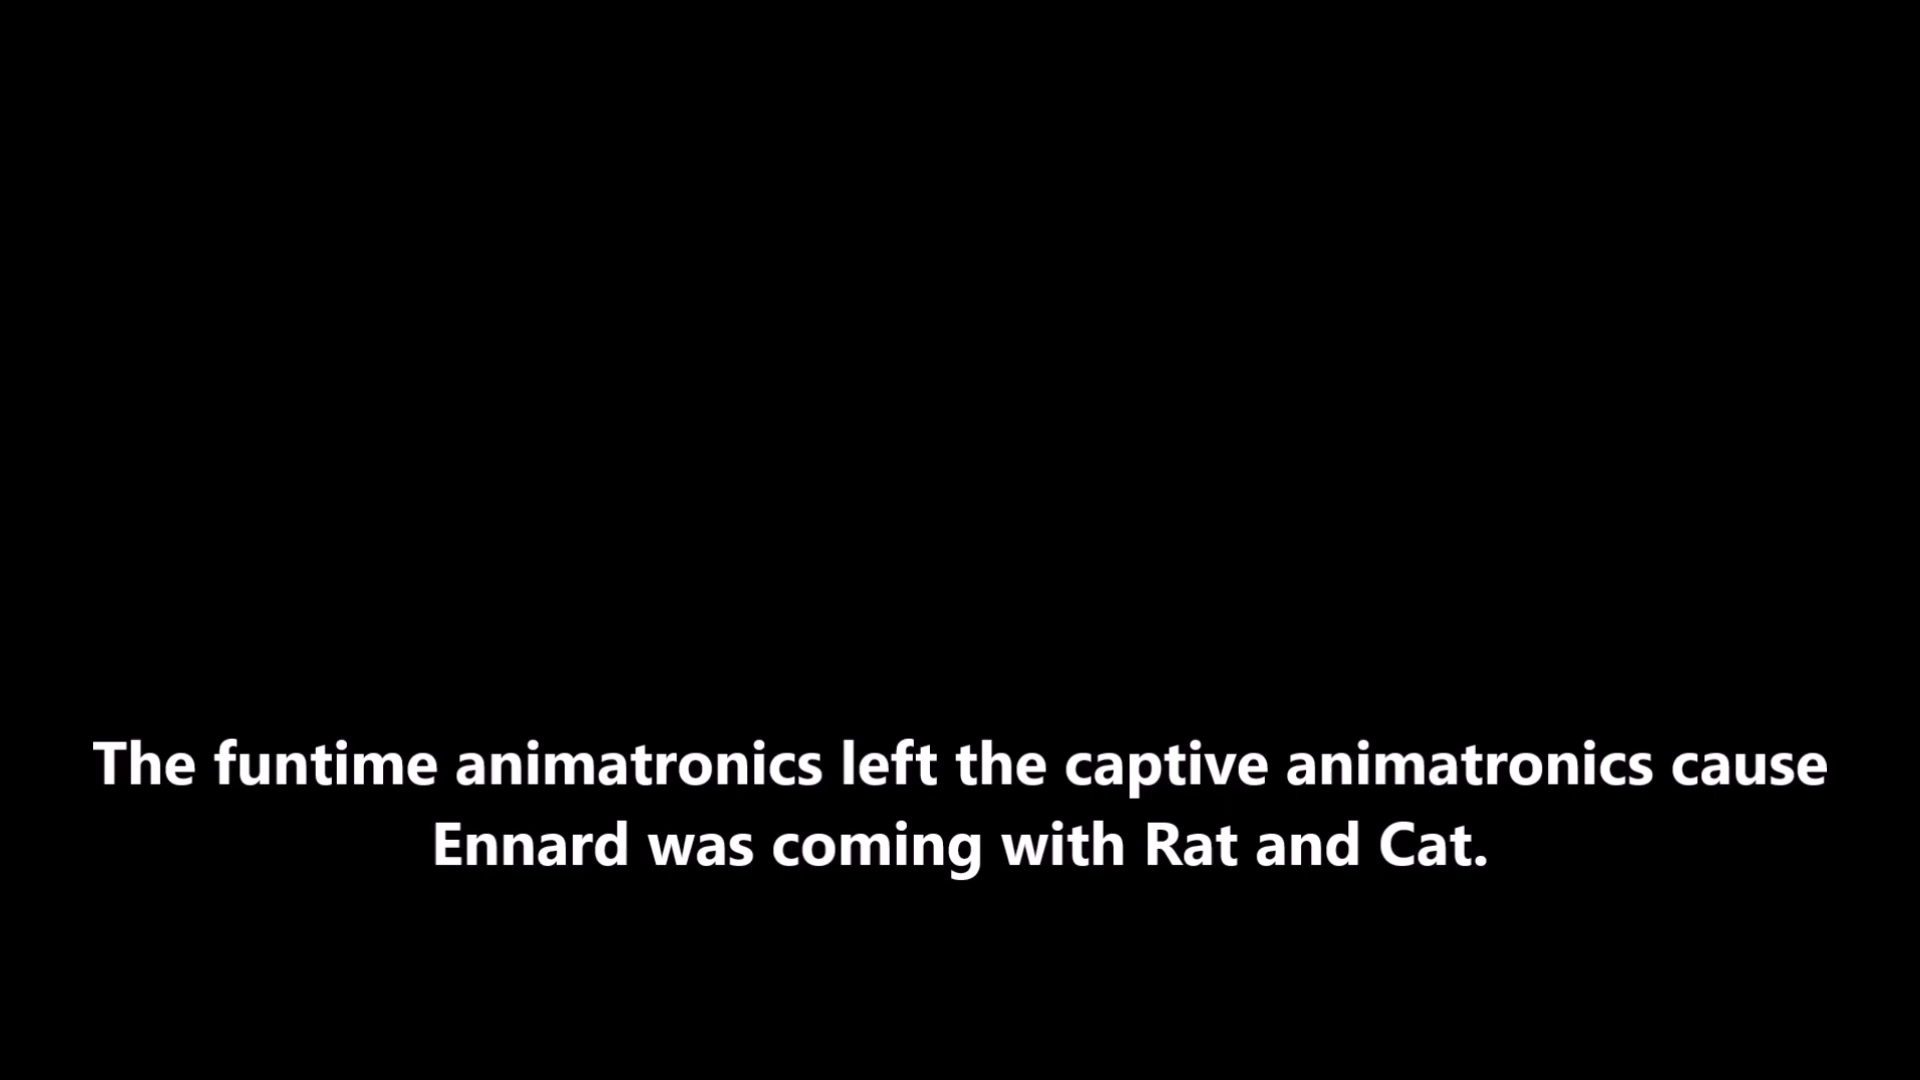 The funtime animatronics left the captive animatronics cause
Ennard was coming with Rat and Cat.